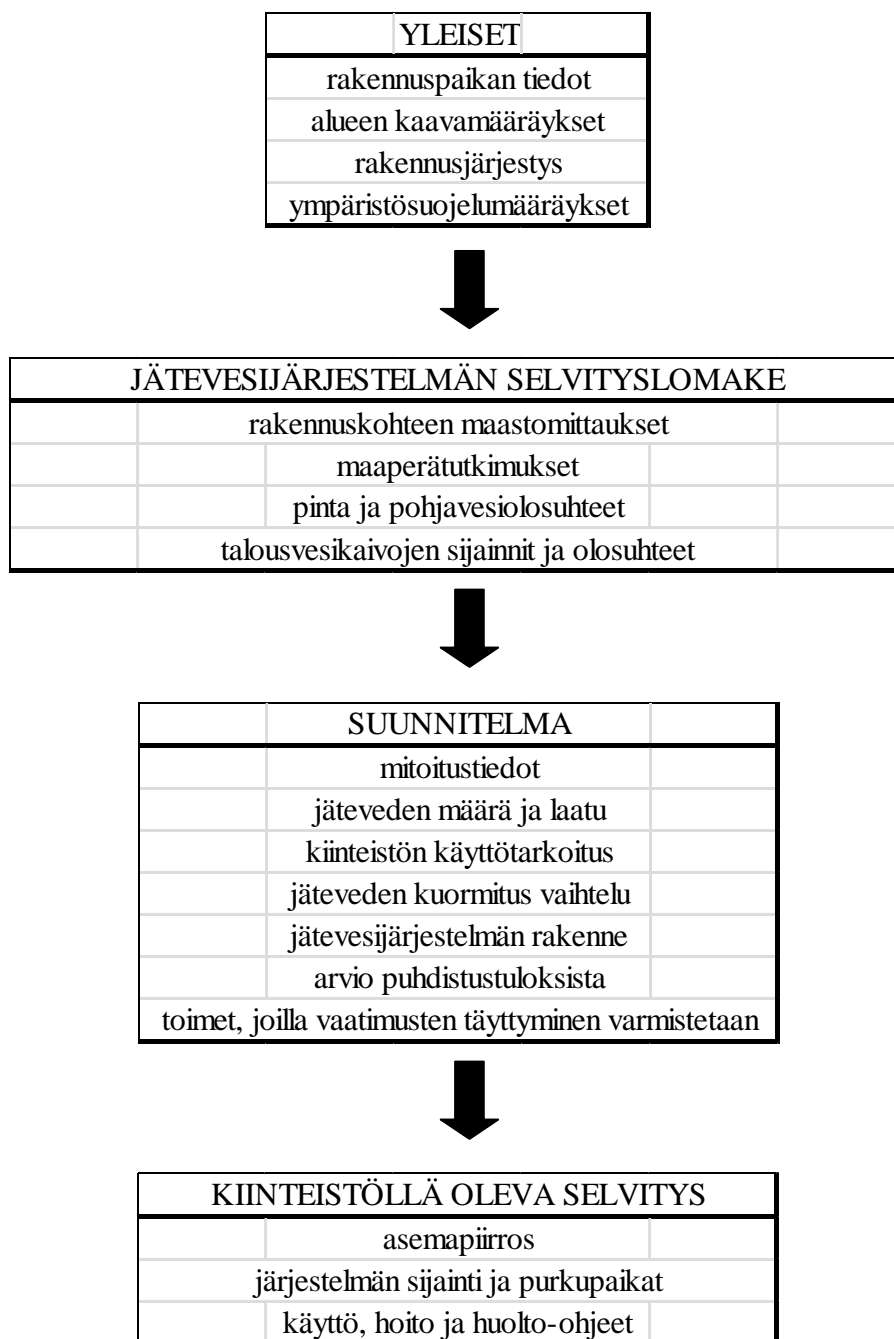 YLEISET
rakennuspaikan tiedot
alueen kaavamääräykset
rakennusjärjestys
ympäristösuojelumääräykset
JÄTEVESIJÄRJESTELMÄN SELVITYSLOMAKE
rakennuskohteen maastomittaukset
maaperätutkimukset
pinta ja pohjavesiolosuhteet
talousvesikaivojen sijainnit ja olosuhteet
SUUNNITELMA
mitoitustiedot
jäteveden määrä ja laatu
kiinteistön käyttötarkoitus
jäteveden kuormitus vaihtelu
jätevesijärjestelmän rakenne
arvio puhdistustuloksista
toimet, joilla vaatimusten täyttyminen varmistetaan
KIINTEISTÖLLÄ OLEVA SELVITYS
asemapiirros
järjestelmän sijainti ja purkupaikat
käyttö, hoito ja huolto-ohjeet